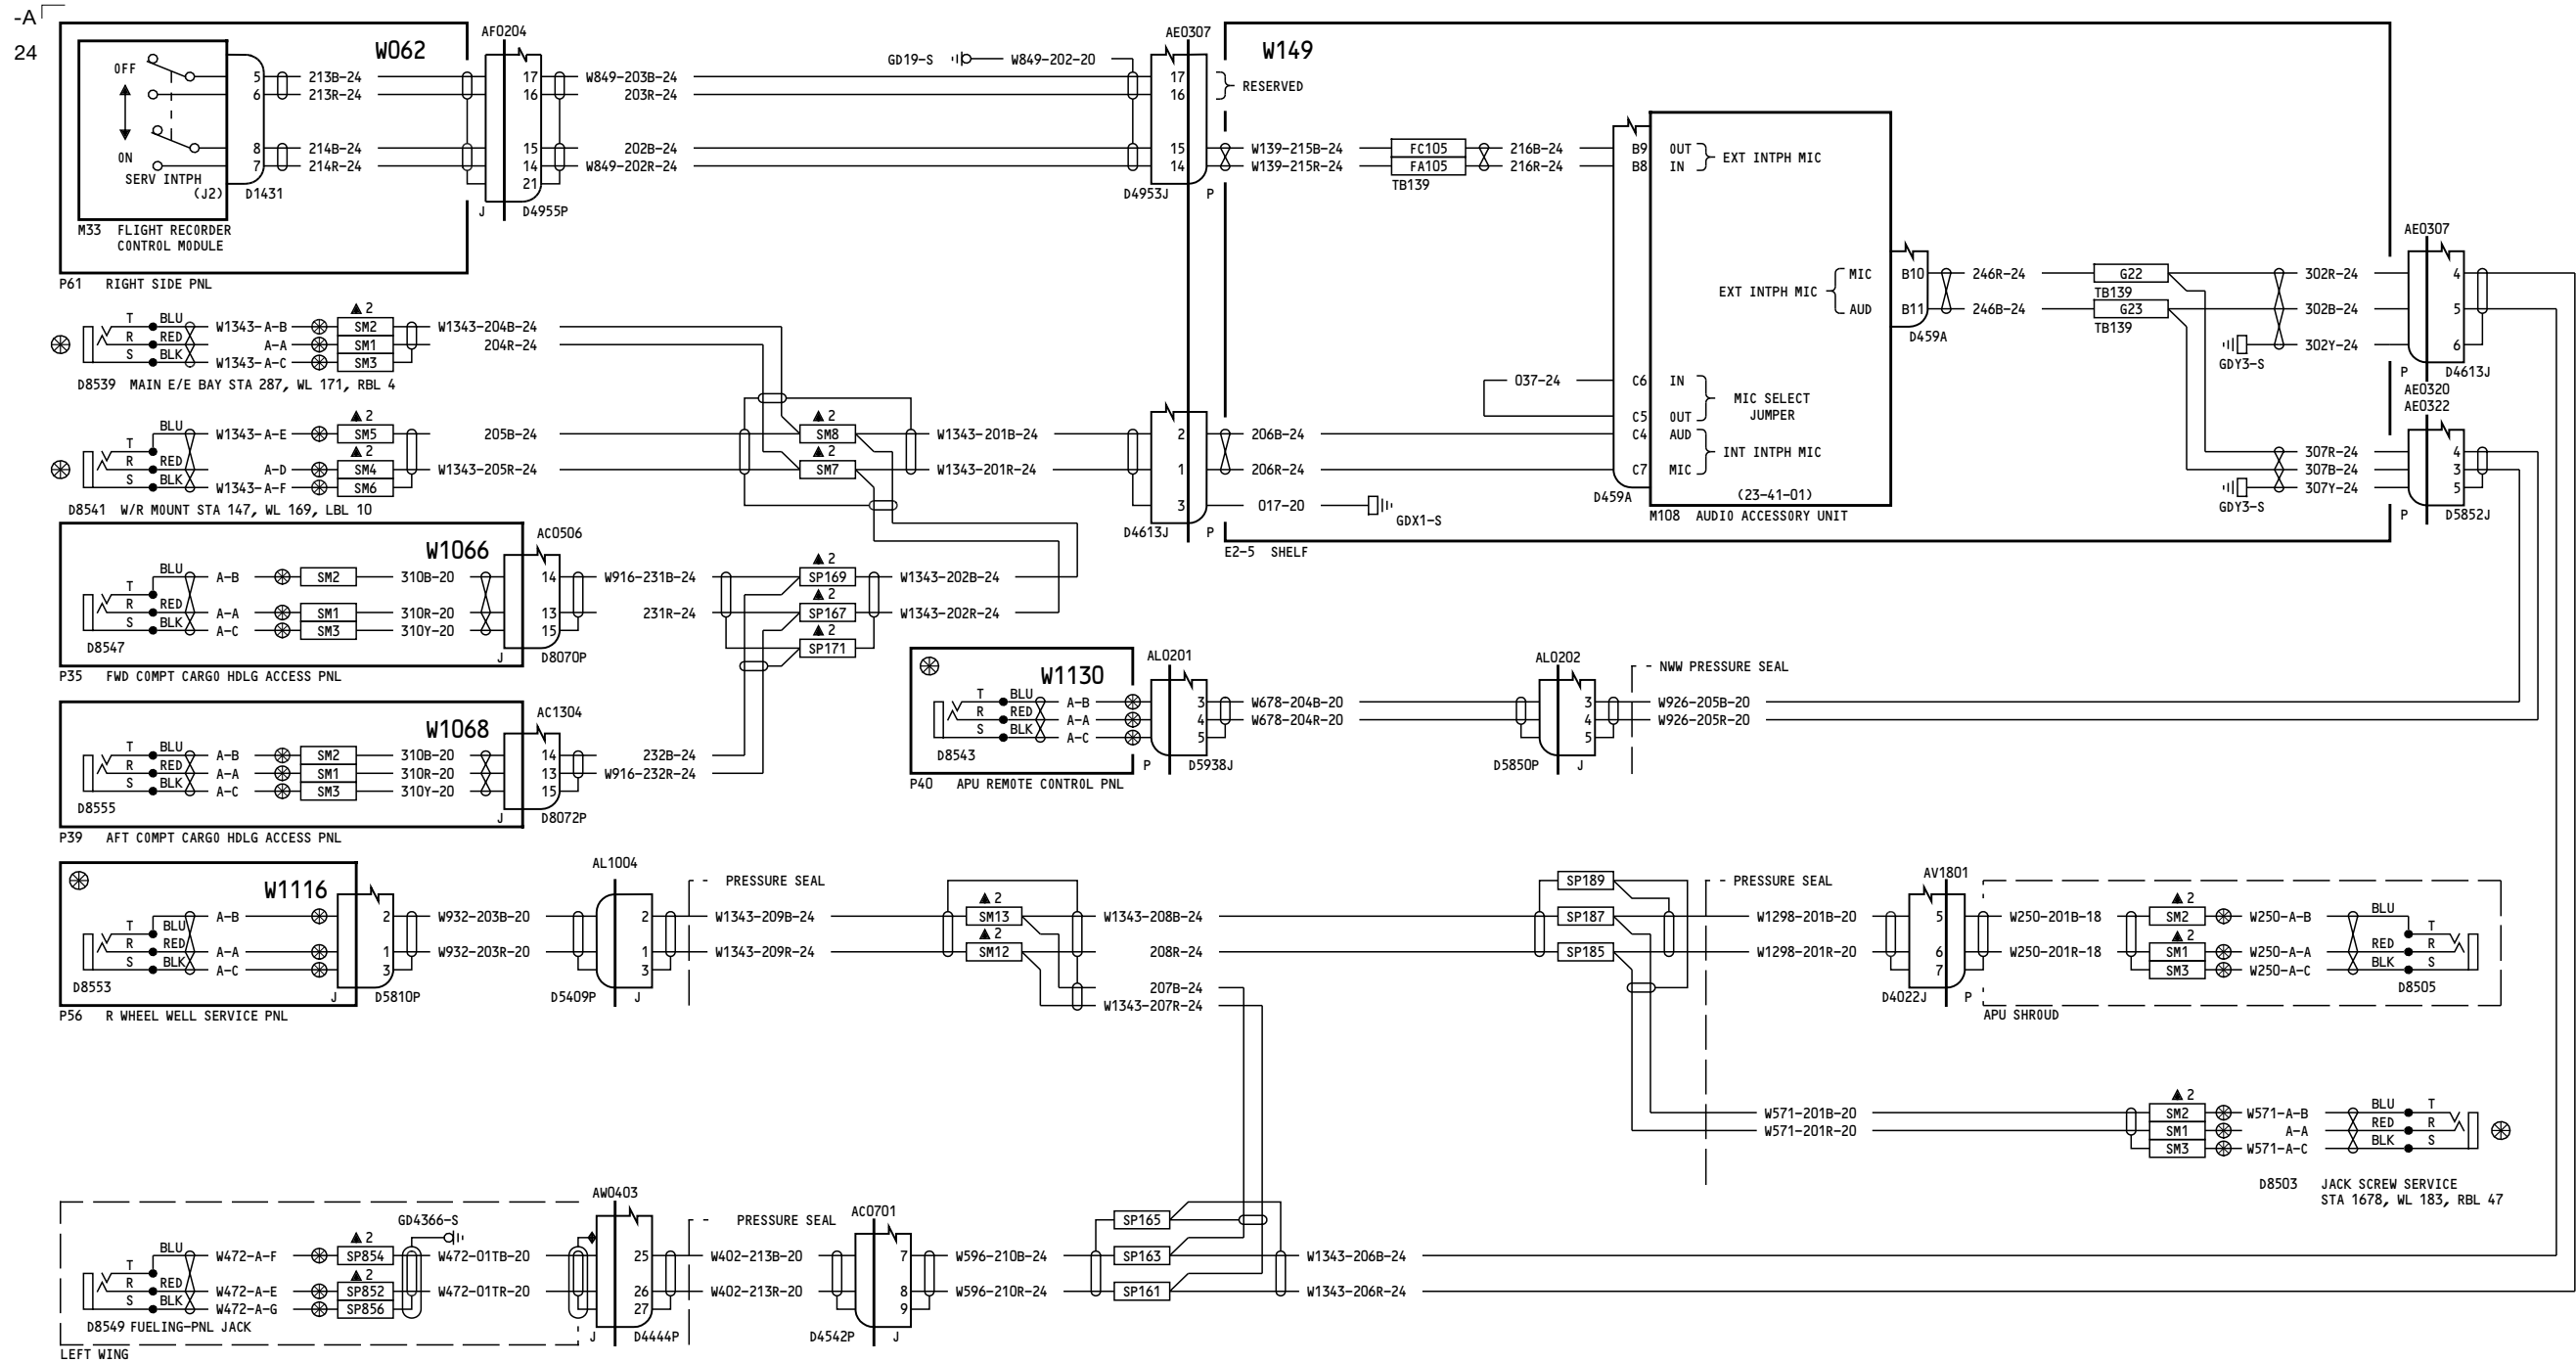 -A
24
W062
OFF
ON
SERV INTPH
(J2)
5 213B-24
6 213R-24
8 214B-24
7 214R-24
D1431
M33 FLIGHT RECORDER
CONTROL MODULE
P61 RIGHT SIDE PNL
AF0204
17 W849-203B-24
16 203R-24
15 202B-24
14 W849-202R-24
21
J D4955P
GD19-S W849-202-20
AE0307
17
16
15
14
D4953J P
W149
RESERVED
W139-215B-24 FC105 216B-24 B9 OUT
W139-215R-24 FA105 216R-24 B8 IN
TB139
EXT INTPH MIC
EXT INTPH MIC
MIC B10 246R-24 G22 302R-24
TB139
AUD B11 246B-24 G23 302B-24
TB139
D459A
GDY3-S 302Y-24
AE0307
4
5
6
P D4613J
AE0320
AE0322
307R-24 4
307B-24 3
GDY3-S 307Y-24 5
P D5852J
037-24 C6 IN
C5 OUT
MIC SELECT
JUMPER
206B-24 C4 AUD
206R-24 C7 MIC
INT INTPH MIC
D459A
(23-41-01)
M108 AUDIO ACCESSORY UNIT
017-20 GDX1-S
E2-5 SHELF
2
T BLU W1343-A-B SM2 W1343-204B-24
R RED A-A SM1 204R-24
S BLK W1343-A-C SM3
D8539 MAIN E/E BAY STA 287, WL 171, RBL 4
2
BLU W1343-A-E SM5 205B-24
T
2
R RED A-D SM4 W1343-205R-24
S BLK W1343-A-F SM6
D8541 W/R MOUNT STA 147, WL 169, LBL 10
2
SM8 W1343-201B-24 2
2
SM7 W1343-201R-24 1
3
D4613J P
W1066
AC0506
BLU A-B SM2 310B-20 14 W916-231B-24
T
R RED A-A SM1 310R-20 13 231R-24
S BLK A-C SM3 310Y-20 15
D8547
J D8070P
P35 FWD COMPT CARGO HDLG ACCESS PNL
2
SP169 W1343-202B-24
2
SP167 W1343-202R-24
2
SP171
W1068
AC1304
T BLU A-B SM2 310B-20 14 232B-24
R RED A-A SM1 310R-20 13 W916-232R-24
S BLK A-C SM3 310Y-20 15
D8555
J D8072P
P39 AFT COMPT CARGO HDLG ACCESS PNL
W1130
AL0201
T BLU A-B 3 W678-204B-20
R RED A-A 4 W678-204R-20
S BLK A-C 5
D8543
P D5938J
P40 APU REMOTE CONTROL PNL
AL0202
NWW PRESSURE SEAL
3 W926-205B-20
4 W926-205R-20
5
D5850P J
W1116
BLU A-B 2 W932-203B-20
T
R RED A-A 1 W932-203R-20
S BLK A-C 3
D8553
J D5810P
P56 R WHEEL WELL SERVICE PNL
AL1004
PRESSURE SEAL
2 W1343-209B-24
1 W1343-209R-24
3
D5409P J
2
SM13 W1343-208B-24
2
SM12 208R-24
207B-24
W1343-207R-24
SP189
SP187
SP185
PRESSURE SEAL
W1298-201B-20
W1298-201R-20
AV1801
5 W250-201B-18
6 W250-201R-18
7
D4022J P
2
SM2 W250-A-B BLU
T
2
SM1 W250-A-A RED R
SM3 W250-A-C BLK S
D8505
APU SHROUD
W571-201B-20
W571-201R-20
2
SM2 W571-A-B BLU T
SM1 A-A RED R
SM3 W571-A-C BLK S
D8503 JACK SCREW SERVICE
STA 1678, WL 183, RBL 47
GD4366-S
2
BLU W472-A-F SP854 W472-01TB-20
T
2
R RED W472-A-E SP852 W472-01TR-20
S BLK W472-A-G SP856
D8549 FUELING-PNL JACK
LEFT WING
AW0403
25
26
27
J D4444P
PRESSURE SEAL
W402-213B-20
W402-213R-20
AC0701
7 W596-210B-24
8 W596-210R-24
9
D4542P J
SP165
SP163 W1343-206B-24
SP161 W1343-206R-24